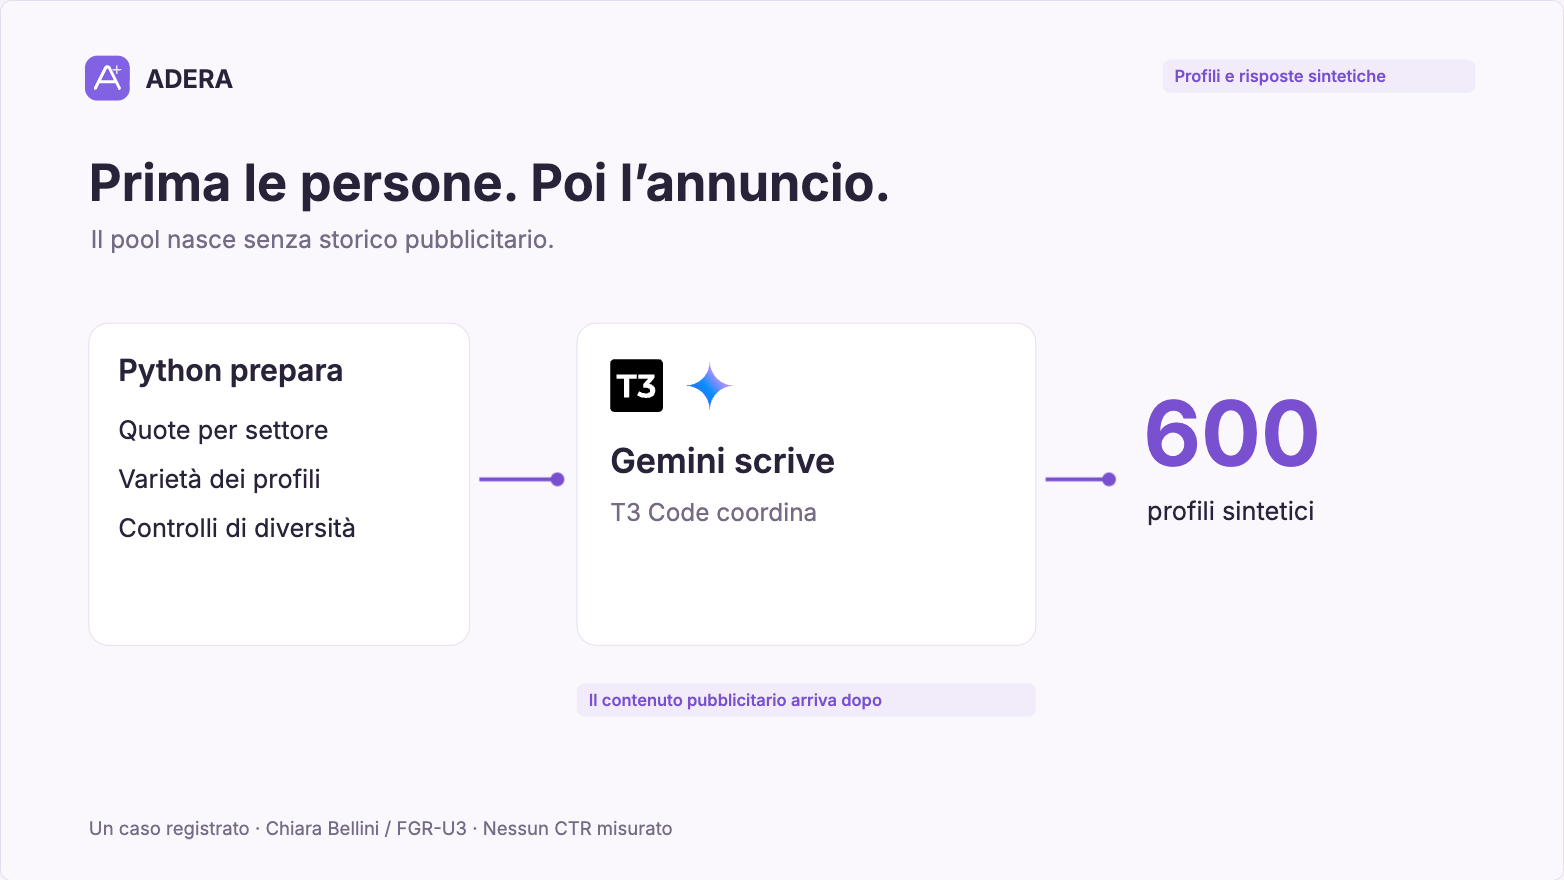 ADERA
Profili e risposte sintetiche
Prima le persone. Poi l’annuncio.
Il pool nasce senza storico pubblicitario.
Python prepara
Quote per settore
Varietà dei profili
Controlli di diversità
T3
Gemini scrive
T3 Code coordina
600
profili sintetici
Il contenuto pubblicitario arriva dopo
Un caso registrato · Chiara Bellini / FGR-U3 · Nessun CTR misurato